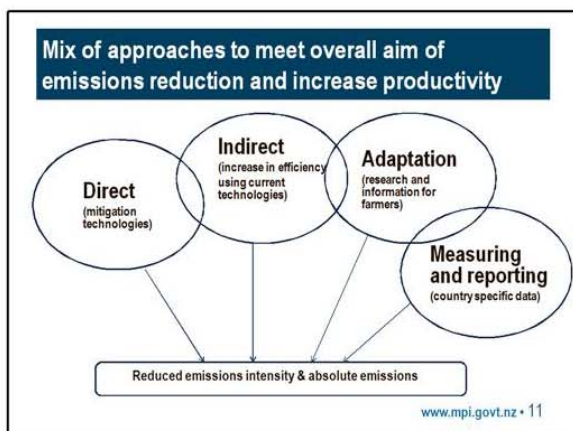 Mix of approaches to meet overall aim of
emissions reduction and increase productivity
Direct
(mitigation
technologies)
Indirect
(increase in efficiency
using current
technologies)
Adaptation
(research and
information for
farmers)
Measuring
and reporting
(country specific data)
Reduced emissions intensity & absolute emissions
www.mpi.govt.nz • 11